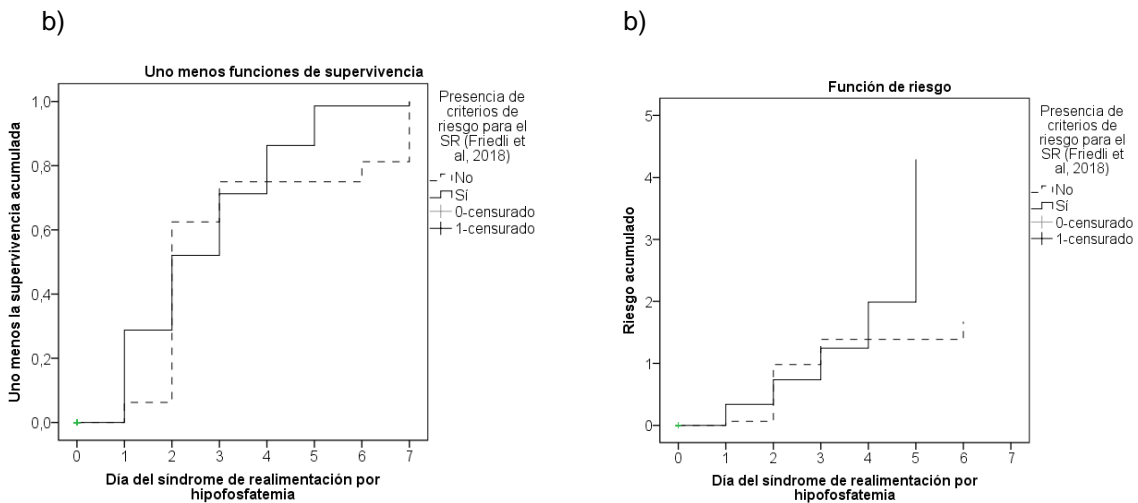 b)
Uno menos funciones de supervivencia
Uno menos la supervivencia acumulada
1,0
0,8
0,6
0,4
0,2
0,0
0 1 2 3 4 5 6 7
Día del síndrome de realimentación por
hipofosfatemia
Presencia de
criterios de
riesgo para el
SR (Friedli et
al, 2018)
No
Sí
0-censurado
1-censurado
b)
Función de riesgo
Riesgo acumulado
5
4
3
2
1
0
0 1 2 3 4 5 6 7
Día del síndrome de realimentación por
hipofosfatemia
Presencia de
criterios de
riesgo para el
SR (Friedli et
al, 2018)
No
Sí
0-censurado
1-censurado